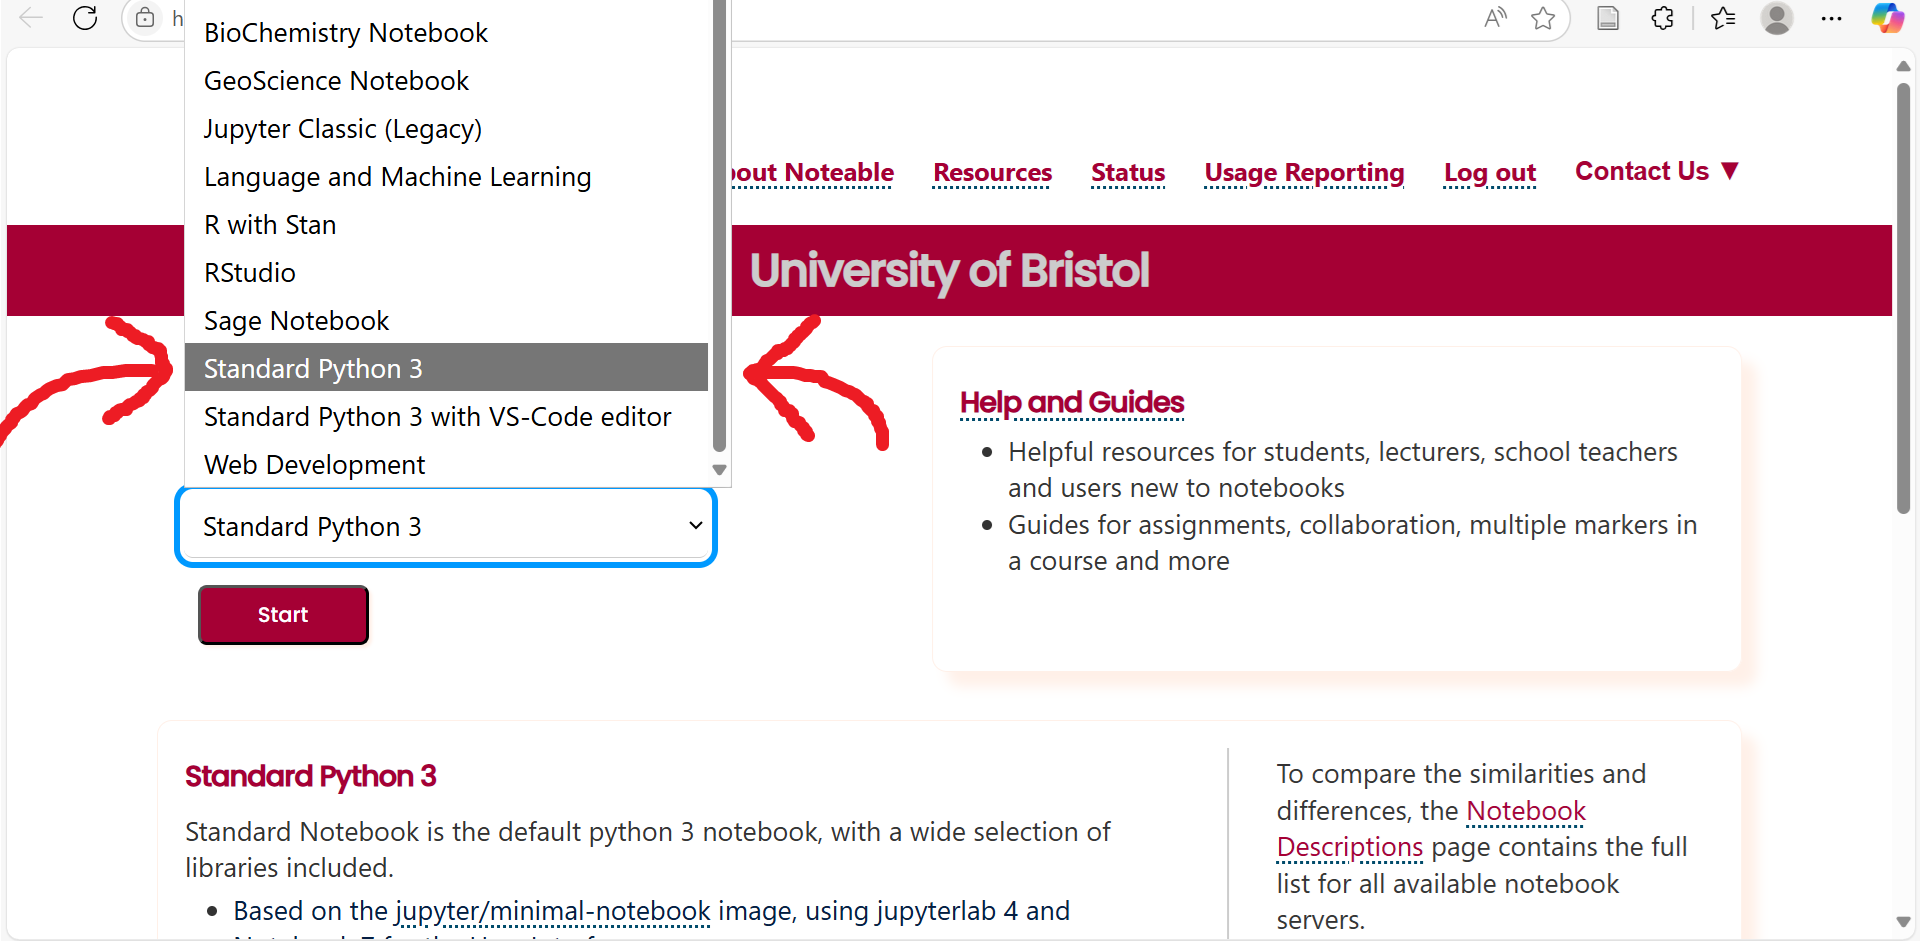 h
BioChemistry Notebook
GeoScience Notebook
Jupyter Classic (Legacy)
Language and Machine Learning
R with Stan
RStudio
Sage Notebook
Standard Python 3
Standard Python 3 with VS-Code editor
Web Development
Standard Python 3
Start
bout Noteable Resources Status Usage Reporting Log out Contact Us ▼
University of Bristol
Help and Guides
• Helpful resources for students, lecturers, school teachers
and users new to notebooks
• Guides for assignments, collaboration, multiple markers in
a course and more
Standard Python 3
Standard Notebook is the default python 3 notebook, with a wide selection of
libraries included.
• Based on the jupyter/minimal-notebook image, using jupyterlab 4 and
To compare the similarities and
differences, the Notebook
Descriptions page contains the full
list for all available notebook
servers.